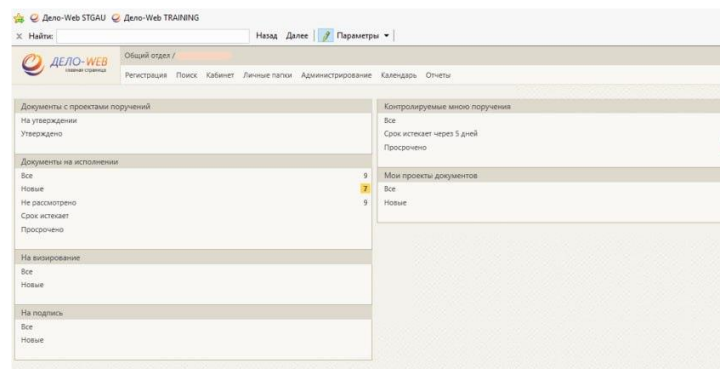 Дело-Web STGAU Дело-Web TRAINING
× Найти: Назад Далее Параметры
ДЕЛО-WEB
главная страница
Общий отдел /
Регистрация Поиск Кабинет Личные папки Администрирование Календарь Отчеты
Документы с проектами поручений
На утверждении
Утверждено
Документы на исполнении
Все 9
Новые 7
Не рассмотрено 9
Срок истекает
Просрочено
На визирование
Все
Новые
На подпись
Все
Новые
Контролируемые мною поручения
Все
Срок истекает через 5 дней
Просрочено
Мои проекты документов
Все
Новые